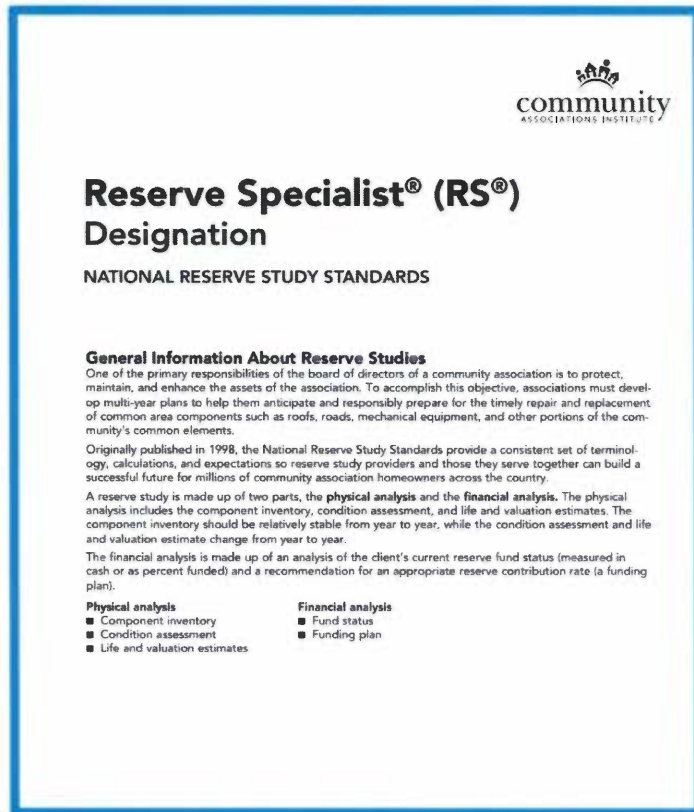 community
ASSOCIATIONS INSTITUTE
Reserve Specialist® (RS®)
Designation
NATIONAL RESERVE STUDY STANDARDS
General Information About Reserve Studies
One of the primary responsibilities of the board of directors of a community association is to protect,
maintain, and enhance the assets of the association. To accomplish this objective, associations must devel-
op multi-year plans to help them anticipate and responsibly prepare for the timely repair and replacement
of common area components such as roofs, roads, mechanical equipment, and other portions of the com-
munity's common elements.
Originally published in 1998, the National Reserve Study Standards provide a consistent set of terminol-
ogy, calculations, and expectations so reserve study providers and those they serve together can build a
successful future for millions of community association homeowners across the country.
A reserve study is made up of two parts, the physical analysis and the financial analysis. The physical
analysis includes the component inventory, condition assessment, and life and valuation estimates. The
component inventory should be relatively stable from year to year, while the condition assessment and life
and valuation estimate change from year to year.
The financial analysis is made up of an analysis of the client's current reserve fund status (measured in
cash or as percent funded) and a recommendation for an appropriate reserve contribution rate (a funding
plan).
Physical analysis
■ Component inventory
■ Condition assessment
■ Life and valuation estimates
Financial analysis
■ Fund status
■ Funding plan